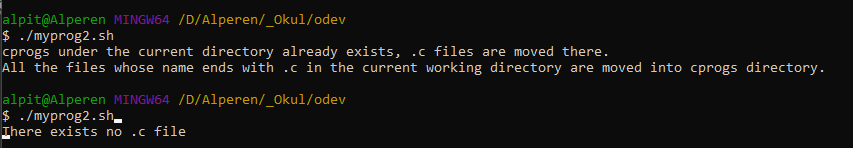 alpit@Alperen MINGW64 /D/Alperen/_Okul/odev
$ ./myprog2.sh
cprogs under the current directory already exists, .c files are moved there.
All the files whose name ends with .c in the current working directory are moved into cprogs directory.
alpit@Alperen MINGW64 /D/Alperen/_Okul/odev
$ ./myprog2.sh
There exists no .c file